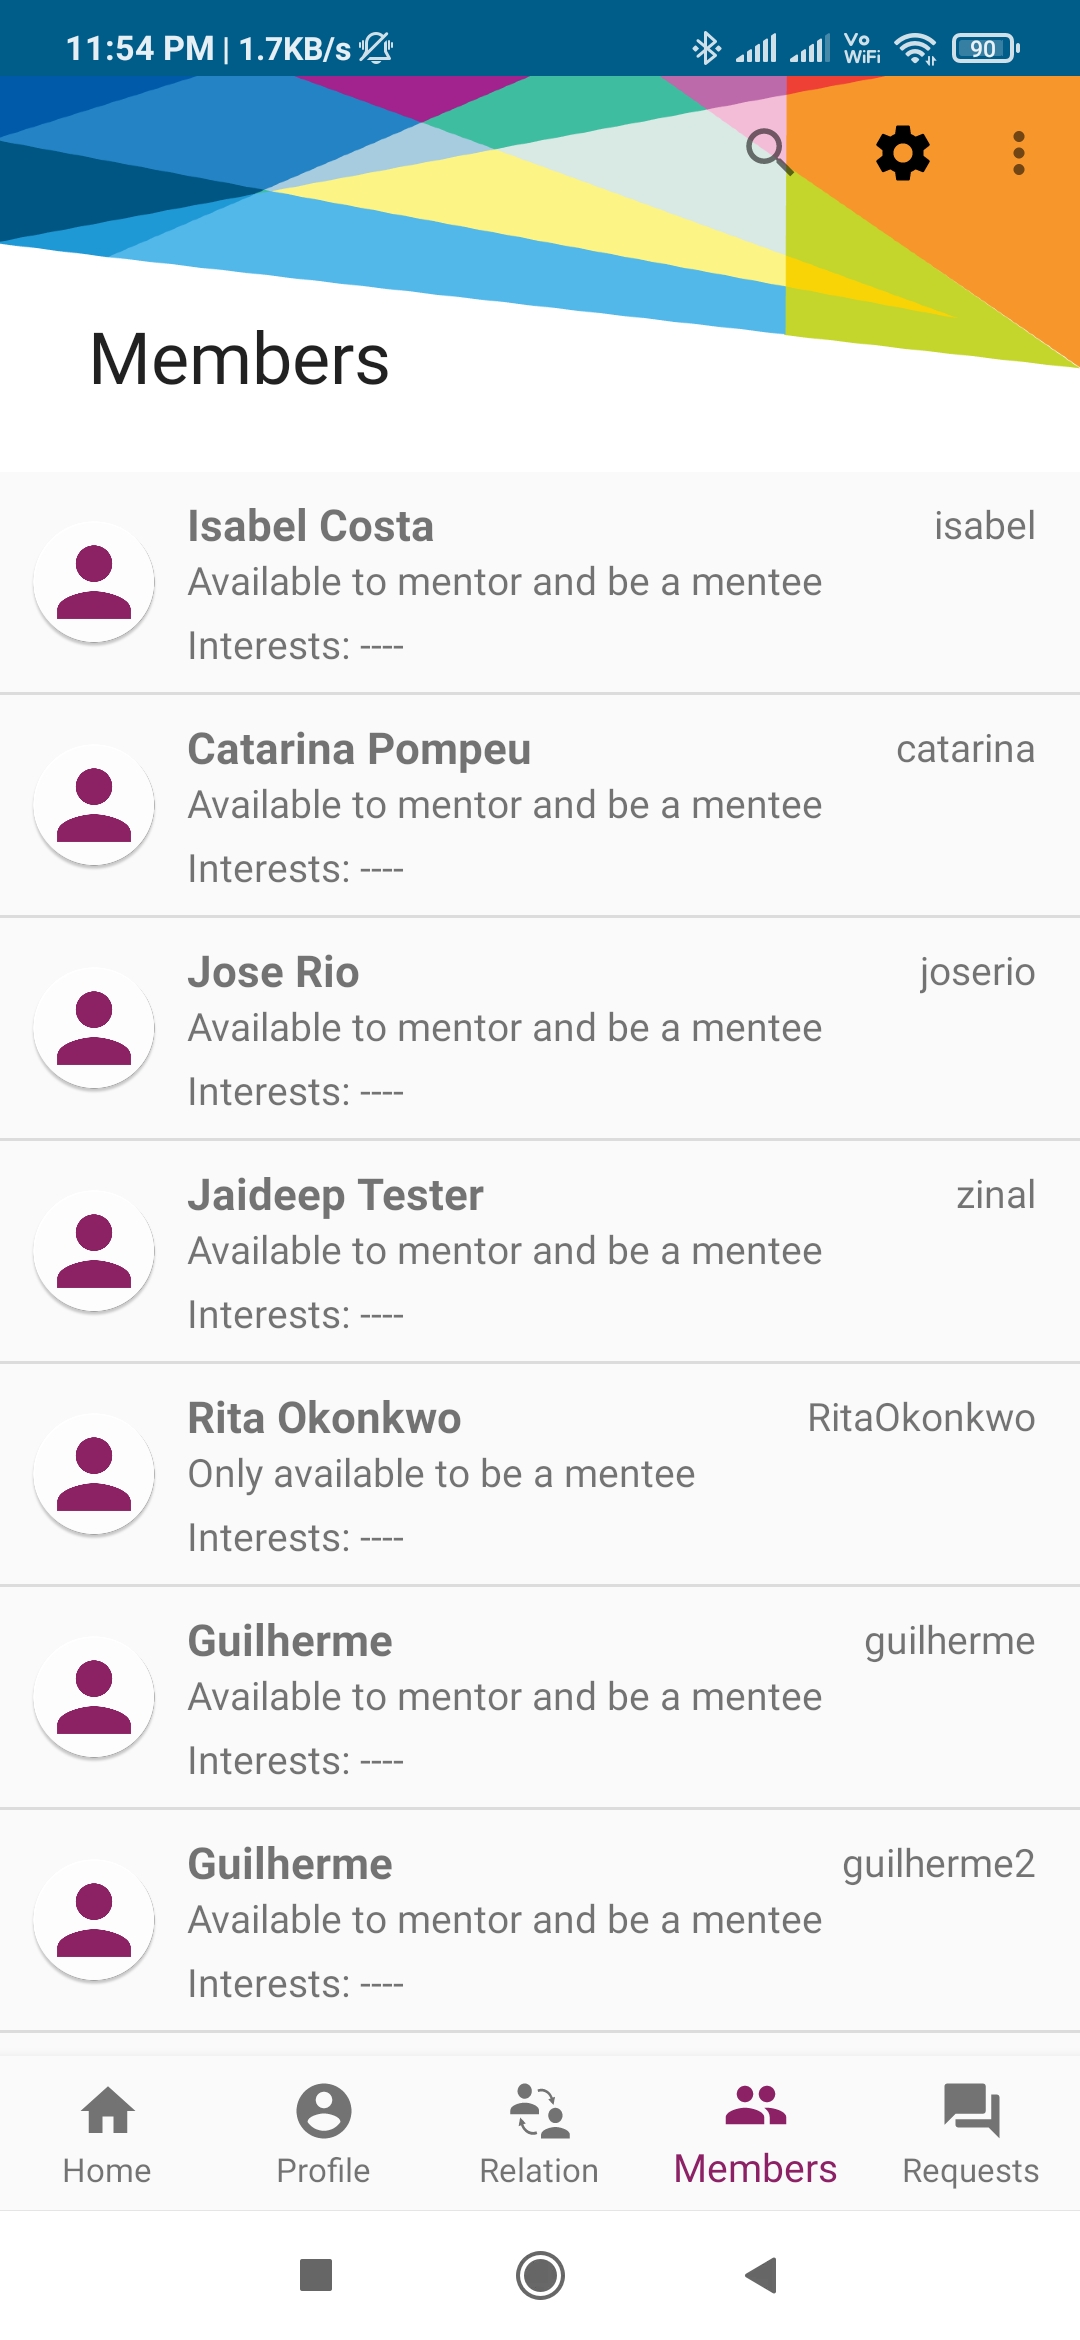 11:54 PM | 1.7KB/s
Vo
WiFi
90
Members
Isabel Costa
isabel
Available to mentor and be a mentee
Interests: ----
Catarina Pompeu
catarina
Available to mentor and be a mentee
Interests: ----
Jose Rio
joserio
Available to mentor and be a mentee
Interests: ----
Jaideep Tester
zinal
Available to mentor and be a mentee
Interests: ----
Rita Okonkwo
RitaOkonkwo
Only available to be a mentee
Interests: ----
Guilherme
guilherme
Available to mentor and be a mentee
Interests: ----
Guilherme
guilherme2
Available to mentor and be a mentee
Interests: ----
Home
Profile
Relation
Members
Requests